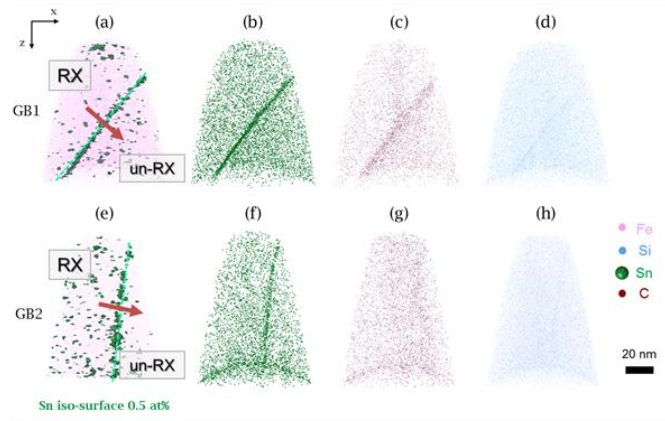 x
z
(a) (b) (c) (d)
GB1
RX
un-RX
(e) (f) (g) (h)
GB2
RX
un-RX
Fe
Si
Sn
C
20 nm
Sn iso-surface 0.5 at%